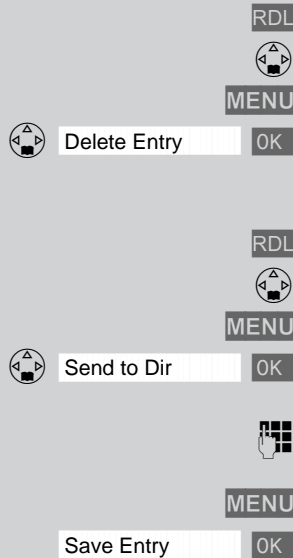 RDL
MENU
Delete Entry OK
RDL
MENU
Send to Dir OK
MENU
Save Entry OK